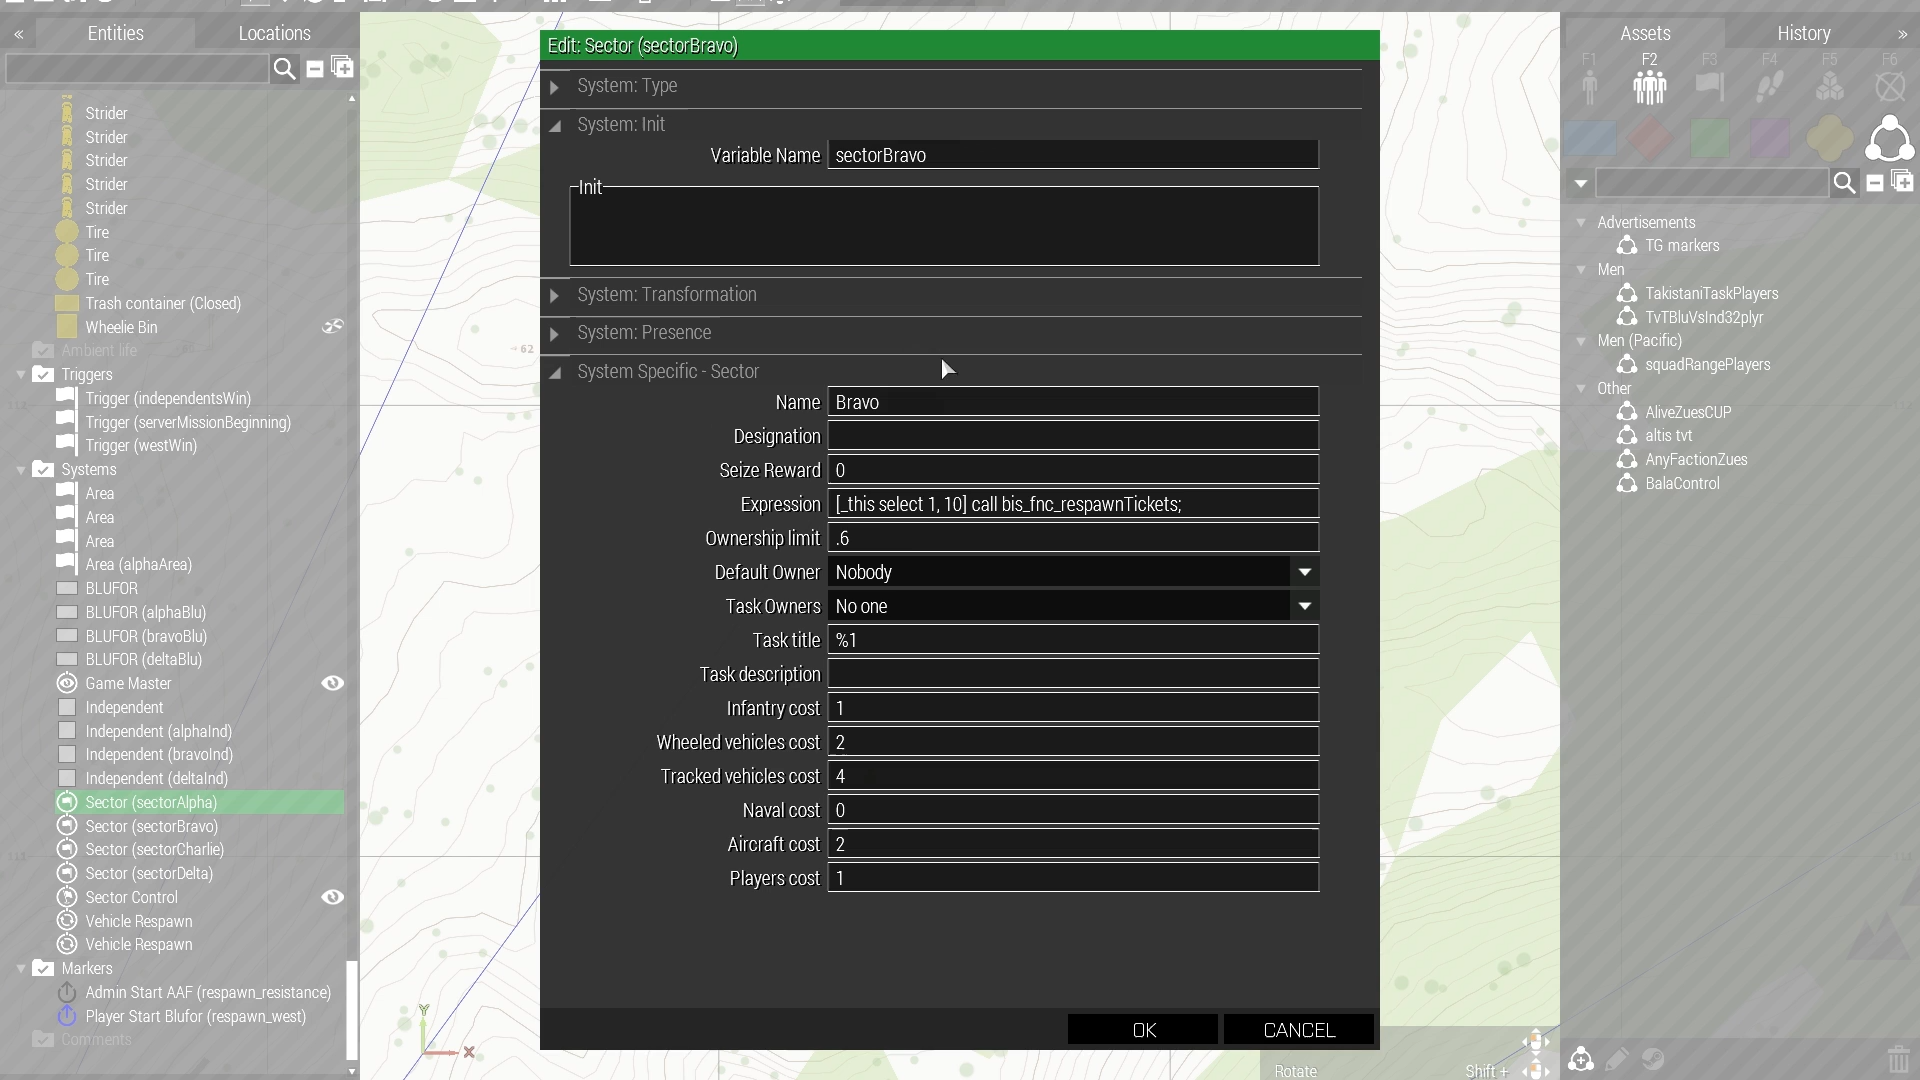 «
Entities
Locations
Strider
Strider
Strider
Strider
Strider
Tire
Tire
Tire
Trash container (Closed)
Wheelie Bin
Ambient life
Triggers
Trigger (independentsWin)
Trigger (serverMissionBeginning)
Trigger (westWin)
Systems
Area
Area
Area
Area (alphaArea)
BLUFOR
BLUFOR (alphaBlu)
BLUFOR (bravoBlu)
BLUFOR (deltaBlu)
Game Master
Independent
Independent (alphaInd)
Independent (bravoInd)
Independent (deltaInd)
Sector (sectorAlpha)
Sector (sectorBravo)
Sector (sectorCharlie)
Sector (sectorDelta)
Sector Control
Vehicle Respawn
Vehicle Respawn
Markers
Admin Start AAF (respawn_resistance)
Player Start Blufor (respawn_west)
Comments
62
Y
X
Edit: Sector (sectorBravo)
System: Type
System: Init
Variable Name sectorBravo
Init
System: Transformation
System: Presence
System Specific - Sector
Name Bravo
Designation
Seize Reward 0
Expression [_this select 1, 10] call bis_fnc_respawnTickets;
Ownership limit .6
Default Owner Nobody
Task Owners No one
Task title %1
Task description
Infantry cost 1
Wheeled vehicles cost 2
Tracked vehicles cost 4
Naval cost 0
Aircraft cost 2
Players cost 1
OK CANCEL
Rotate Shift +
Assets
History
»
F1 F2 F3 F4 F5 F6
Advertisements
TG markers
Men
TakistaniTaskPlayers
TvTBluVsInd32plyr
Men (Pacific)
squadRangePlayers
Other
AliveZuesCUP
altis tvt
AnyFactionZues
BalaControl